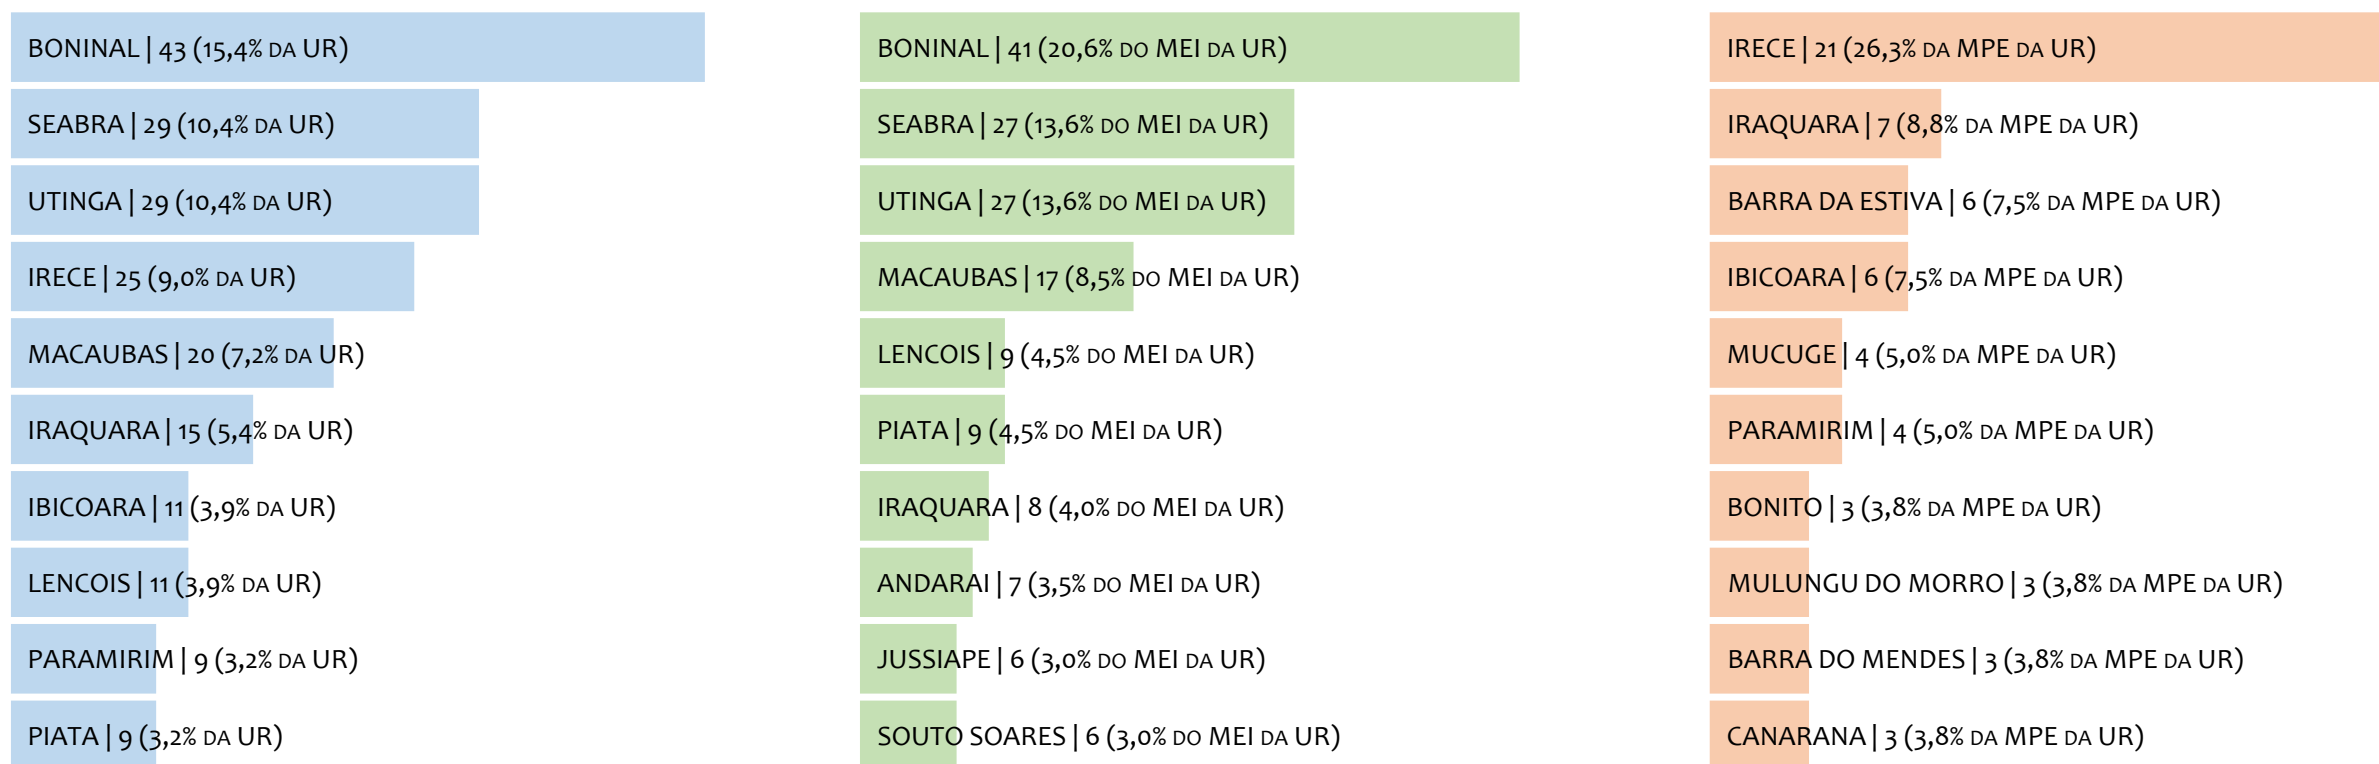 BONINAL | 43 (15,4% DA UR)
SEABRA | 29 (10,4% DA UR)
UTINGA | 29 (10,4% DA UR)
IRECE | 25 (9,0% DA UR)
MACAUBAS | 20 (7,2% DA UR)
IRAQUARA | 15 (5,4% DA UR)
IBICOARA | 11 (3,9% DA UR)
LENCOIS | 11 (3,9% DA UR)
PARAMIRIM | 9 (3,2% DA UR)
PIATA | 9 (3,2% DA UR)
BONINAL | 41 (20,6% DO MEI DA UR)
SEABRA | 27 (13,6% DO MEI DA UR)
UTINGA | 27 (13,6% DO MEI DA UR)
MACAUBAS | 17 (8,5% DO MEI DA UR)
LENCOIS | 9 (4,5% DO MEI DA UR)
PIATA | 9 (4,5% DO MEI DA UR)
IRAQUARA | 8 (4,0% DO MEI DA UR)
ANDARAI | 7 (3,5% DO MEI DA UR)
JUSSIAPE | 6 (3,0% DO MEI DA UR)
SOUTO SOARES | 6 (3,0% DO MEI DA UR)
IRECE | 21 (26,3% DA MPE DA UR)
IRAQUARA | 7 (8,8% DA MPE DA UR)
BARRA DA ESTIVA | 6 (7,5% DA MPE DA UR)
IBICOARA | 6 (7,5% DA MPE DA UR)
MUCUGE | 4 (5,0% DA MPE DA UR)
PARAMIRIM | 4 (5,0% DA MPE DA UR)
BONITO | 3 (3,8% DA MPE DA UR)
MULUNGU DO MORRO | 3 (3,8% DA MPE DA UR)
BARRA DO MENDES | 3 (3,8% DA MPE DA UR)
CANARANA | 3 (3,8% DA MPE DA UR)